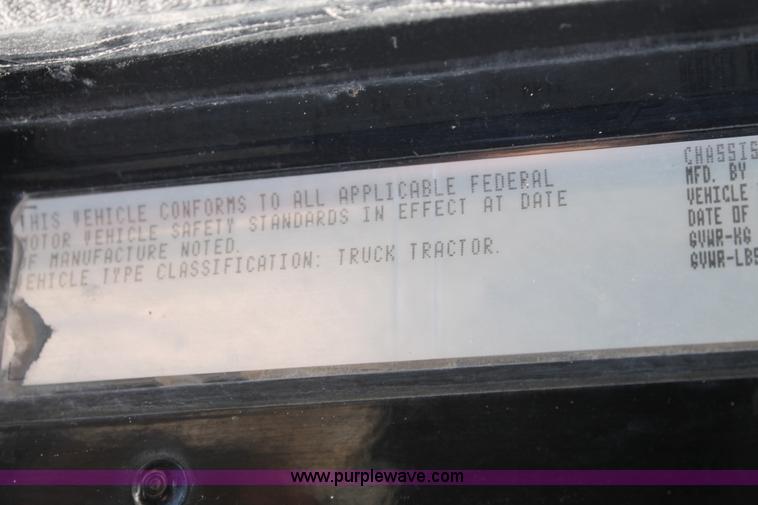 THIS VEHICLE CONFORMS TO ALL APPLICABLE FEDERAL
MOTOR VEHICLE SAFETY STANDARDS IN EFFECT AT DATE
OF MANUFACTURE NOTED.
VEHICLE TYPE CLASSIFICATION: TRUCK TRACTOR.
CHASSIS
MFD. BY
VEHICLE
DATE OF
GVWR-KG
GVWR-LBS
www.purplewave.com